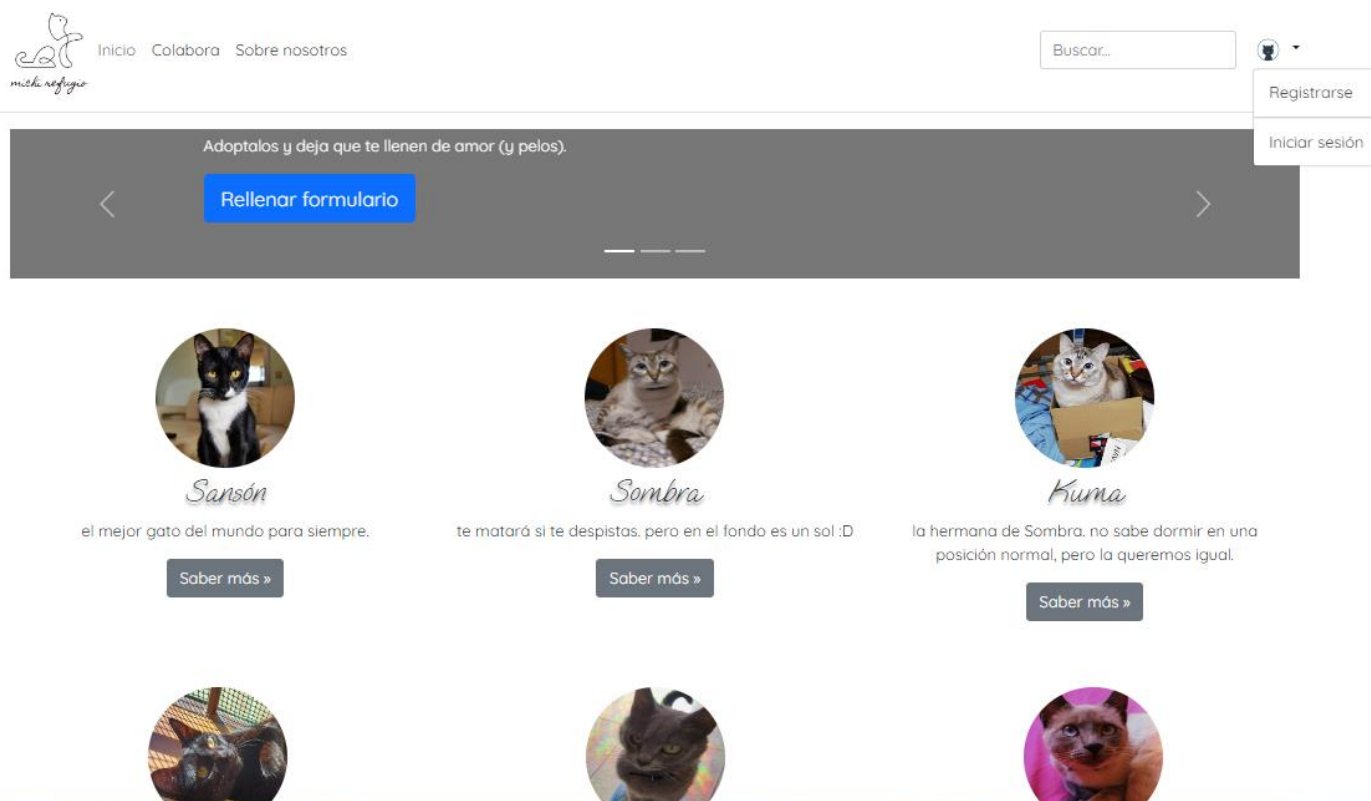 michi refugio
Inicio Colabora Sobre nosotros
Buscar...
Registrarse
Iniciar sesión
Adoptalos y deja que te llenen de amor (y pelos).
Rellenar formulario
Sansón
el mejor gato del mundo para siempre.
Saber más »
Sombra
te matará si te despistas. pero en el fondo es un sol :D
Saber más »
Kuma
la hermana de Sombra. no sabe dormir en una
posición normal, pero la queremos igual.
Saber más »